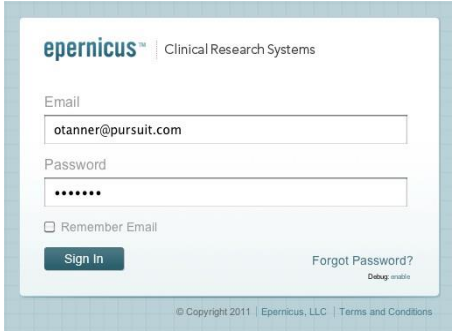 epernicus™ Clinical Research Systems
Email
otanner@pursuit.com
Password
•••••••
Remember Email
Sign In
Forgot Password?
Debug: enable
© Copyright 2011 | Epernicus, LLC | Terms and Conditions